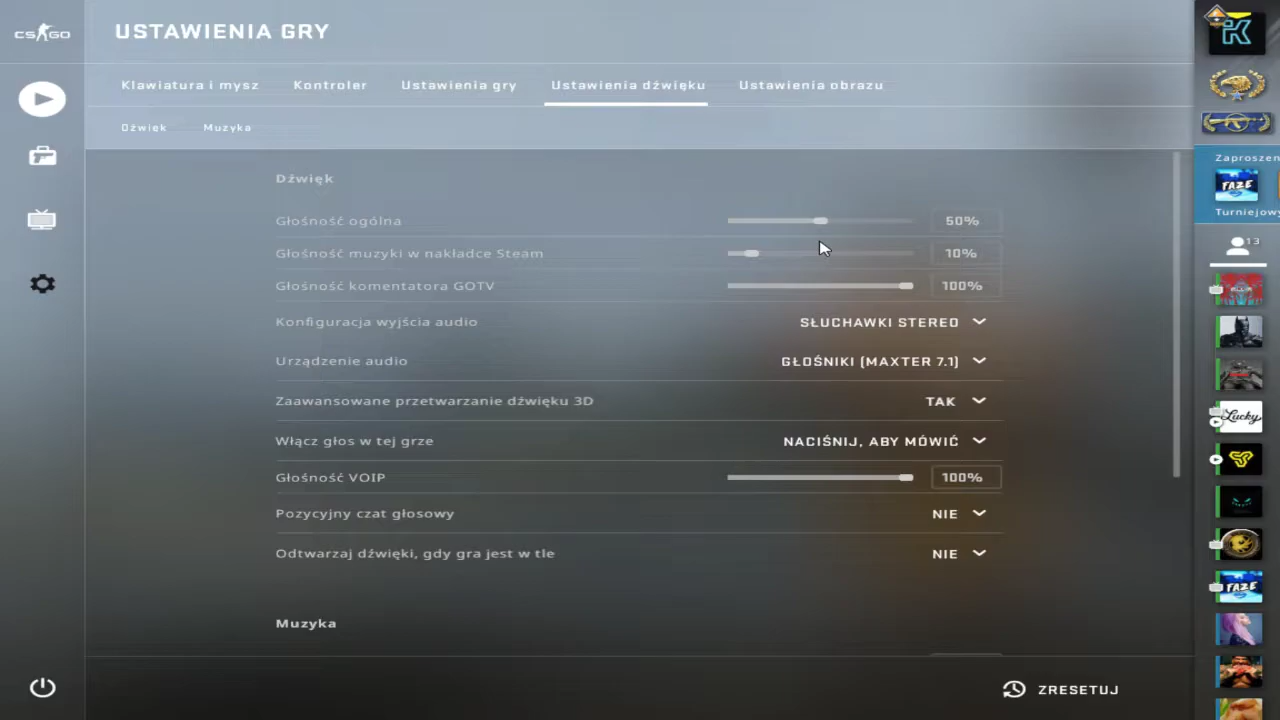 CS GO
USTAWIENIA GRY
Klawiatura i mysz
Kontroler
Ustawienia gry
Ustawienia dźwięku
Ustawienia obrazu
Dźwięk
Muzyka
Dźwięk
Głośność ogólna
50%
Głośność muzyki w nakładce Steam
10%
Głośność komentatora GOTV
100%
Konfiguracja wyjścia audio
SŁUCHAWKI STEREO
Urządzenie audio
GŁOŚNIKI (MAXTER 7.1)
Zaawansowane przetwarzanie dźwięku 3D
TAK
Włącz głos w tej grze
NACIŚNIJ, ABY MÓWIĆ
Głośność VOIP
100%
Pozycyjny czat głosowy
NIE
Odtwarzaj dźwięki, gdy gra jest w tle
NIE
Muzyka
ZRESETUJ
K
Zaproszen
FAZE
Turniejowy
13
Lucky
FAZE